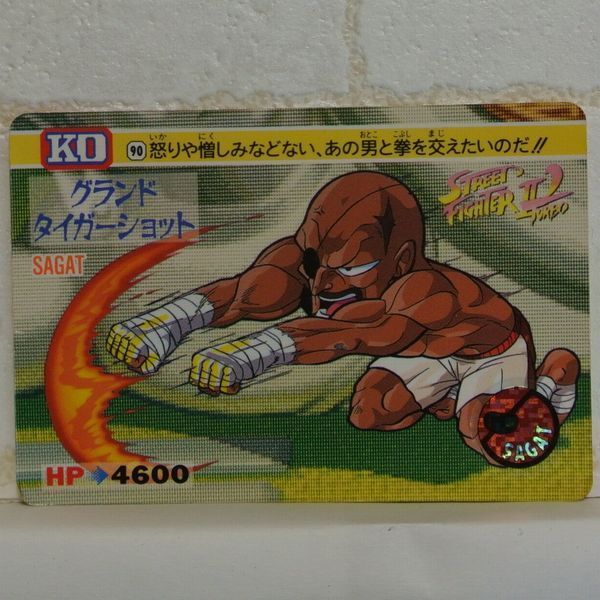 KO
90
怒りや憎しみなどない、あの男と拳を交えたいのだ!!
いか にく おとこ こぶし まじ
グランド
タイガーショット
SAGAT
STREET
FIGHTER II
TURBO
HP 4600
SAGAT